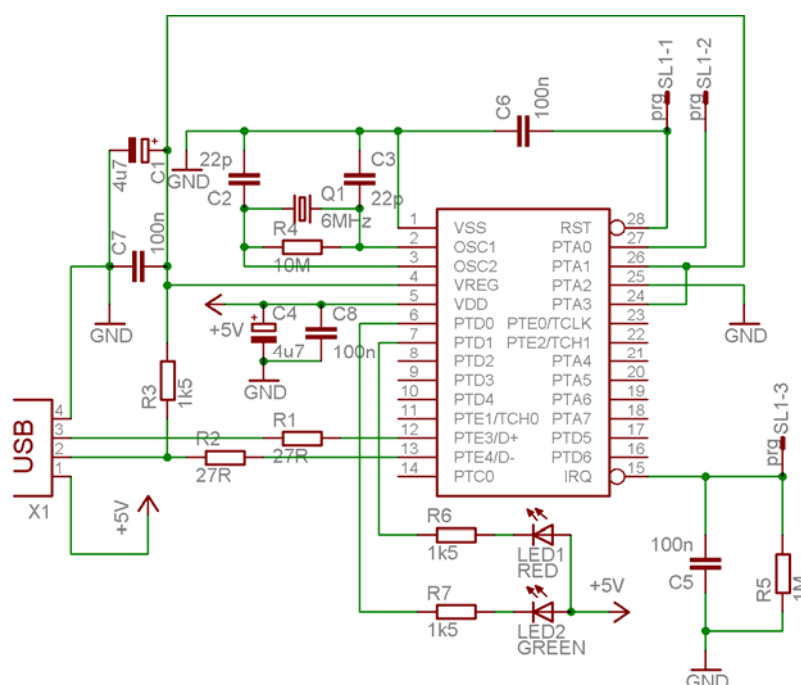 prg SL1-1
prg SL1-2
C6
100n
+
4u7
C1
GND
22p
C2
C3
22p
Q1
6MHz
R4
10M
C7
100n
GND
+5V
+
C4
4u7
C8
100n
GND
R3
1k5
1 VSS RST 28
2 OSC1 PTA0 27
3 OSC2 PTA1 26
4 VREG PTA2 25
5 VDD PTA3 24
6 PTD0 PTE0/TCLK 23
7 PTD1 PTE2/TCH1 22
8 PTD2 PTA4 21
9 PTD3 PTA5 20
10 PTD4 PTA6 19
11 PTE1/TCH0 PTA7 18
12 PTE3/D+ PTD5 17
13 PTE4/D- PTD6 16
14 PTC0 IRQ 15
GND
prg SL1-3
USB
4
3
2
1
X1
R1
27R
R2
27R
+5V
R6
1k5
LED1
RED
R7
1k5
LED2
GREEN
+5V
100n
C5
R5
1M
GND